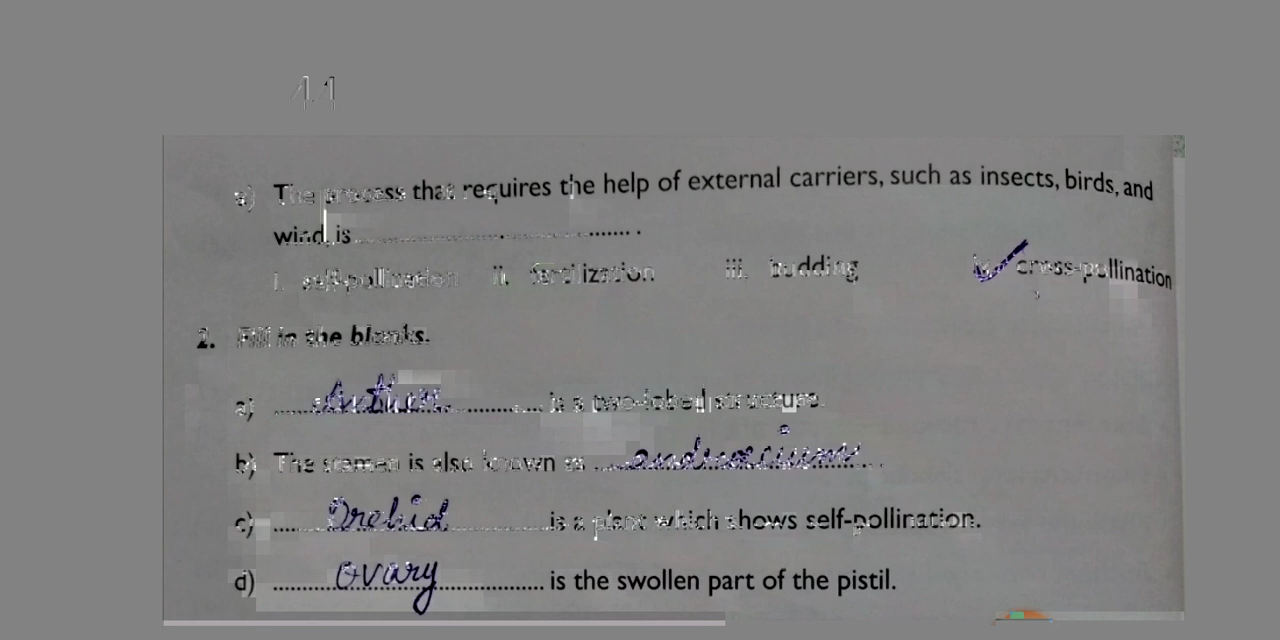 41
e) The process that requires the help of external carriers, such as insects, birds, and
wind, is .......................................... .
i. self-pollination ii. fertilization iii. budding iv. cross-pollination
2. Fill in the blanks.
a) Anther is a two-lobed structure.
b) The stamen is also known as androecium
c) Orchid is a plant which shows self-pollination.
d) Ovary is the swollen part of the pistil.